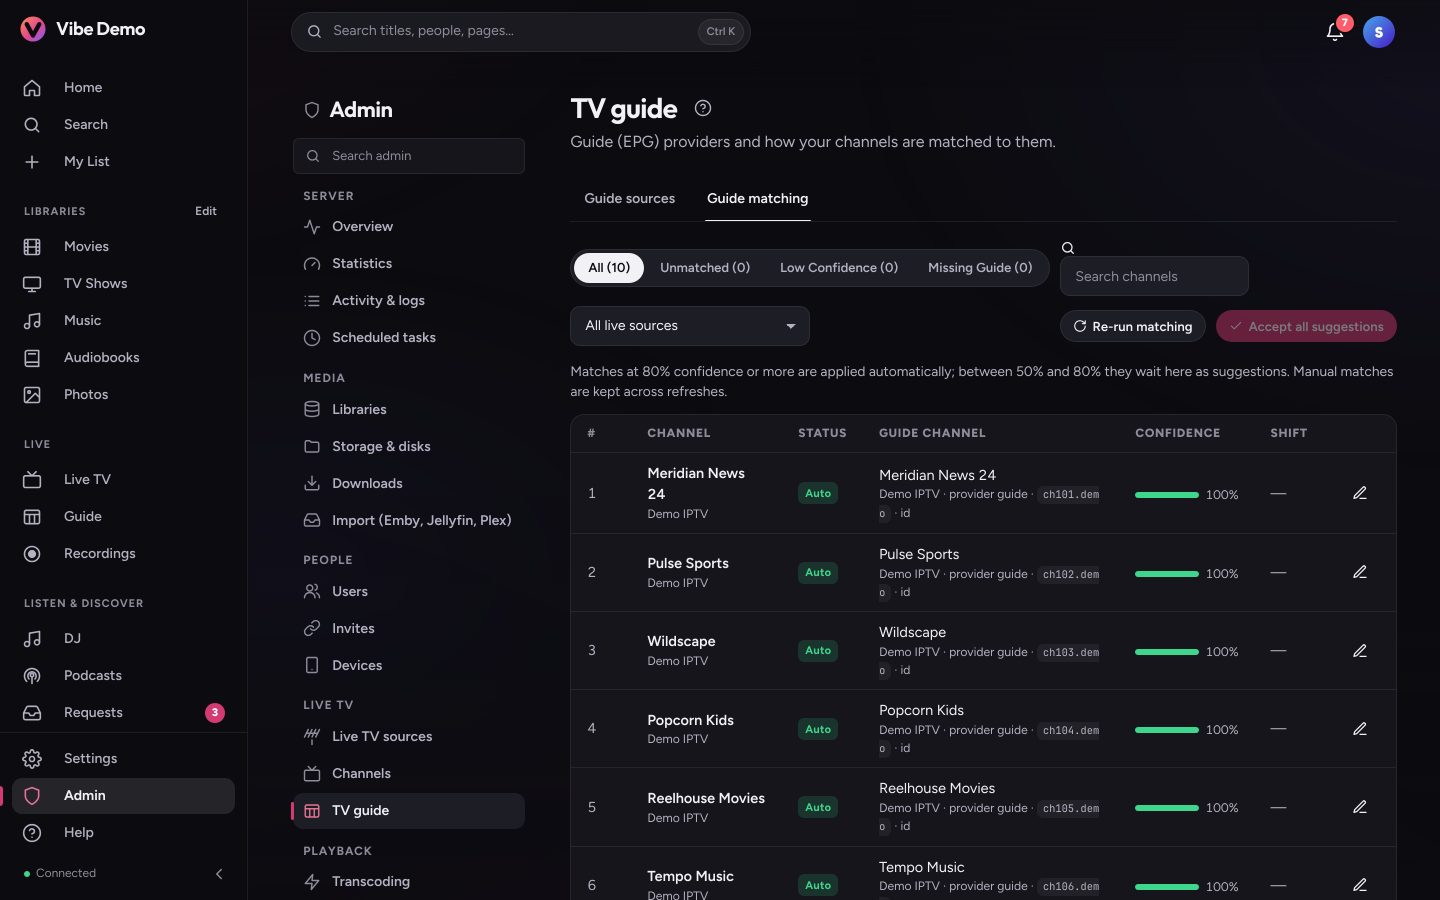 Vibe Demo
Search titles, people, pages...
Ctrl K
7
S
Home
Search
My List
LIBRARIES
Edit
Movies
TV Shows
Music
Audiobooks
Photos
LIVE
Live TV
Guide
Recordings
LISTEN & DISCOVER
DJ
Podcasts
Requests
3
Settings
Admin
Help
Connected
Admin
Search admin
SERVER
Overview
Statistics
Activity & logs
Scheduled tasks
MEDIA
Libraries
Storage & disks
Downloads
Import (Emby, Jellyfin, Plex)
PEOPLE
Users
Invites
Devices
LIVE TV
Live TV sources
Channels
TV guide
PLAYBACK
Transcoding
TV guide
Guide (EPG) providers and how your channels are matched to them.
Guide sources
Guide matching
All (10)
Unmatched (0)
Low Confidence (0)
Missing Guide (0)
Search channels
All live sources
Re-run matching
Accept all suggestions
Matches at 80% confidence or more are applied automatically; between 50% and 80% they wait here as suggestions. Manual matches
are kept across refreshes.
# CHANNEL STATUS GUIDE CHANNEL CONFIDENCE SHIFT
1
Meridian News
24
Demo IPTV
Auto
Meridian News 24
Demo IPTV · provider guide · ch101.dem
o · id
100%
—
2
Pulse Sports
Demo IPTV
Auto
Pulse Sports
Demo IPTV · provider guide · ch102.dem
o · id
100%
—
3
Wildscape
Demo IPTV
Auto
Wildscape
Demo IPTV · provider guide · ch103.dem
o · id
100%
—
4
Popcorn Kids
Demo IPTV
Auto
Popcorn Kids
Demo IPTV · provider guide · ch104.dem
o · id
100%
—
5
Reelhouse Movies
Demo IPTV
Auto
Reelhouse Movies
Demo IPTV · provider guide · ch105.dem
o · id
100%
—
6
Tempo Music
Demo IPTV
Auto
Tempo Music
Demo IPTV · provider guide · ch106.dem
100%
—